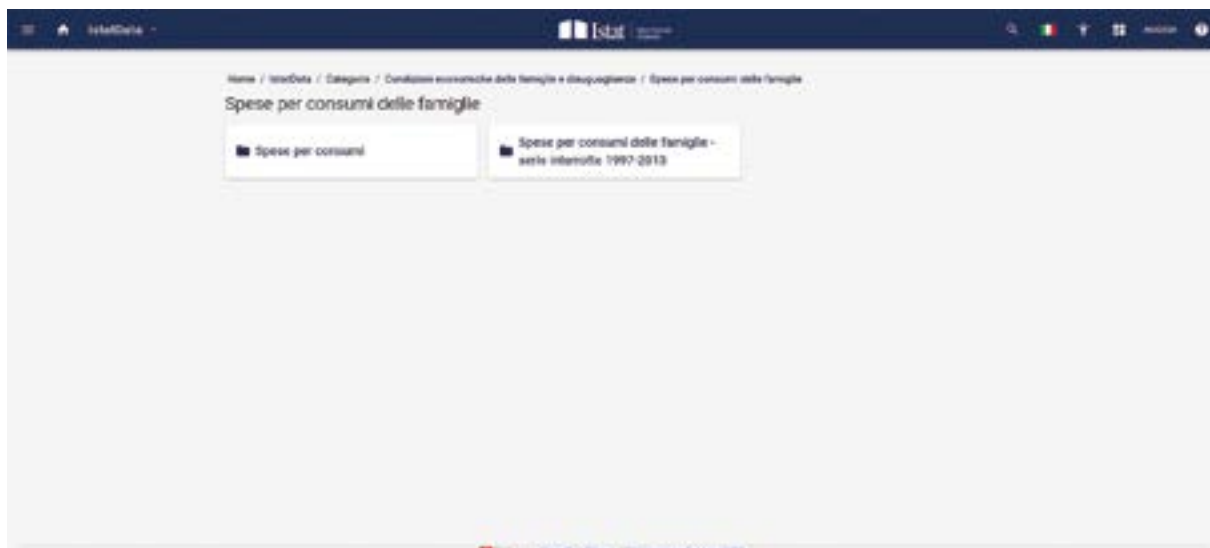 IstatData
Istat
Home / IstatData / Categorie / Condizioni economiche delle famiglie e disuguaglianze / Spese per consumi delle famiglie
Spese per consumi delle famiglie
Spese per consumi
Spese per consumi delle famiglie -
serie interrotte 1997-2013